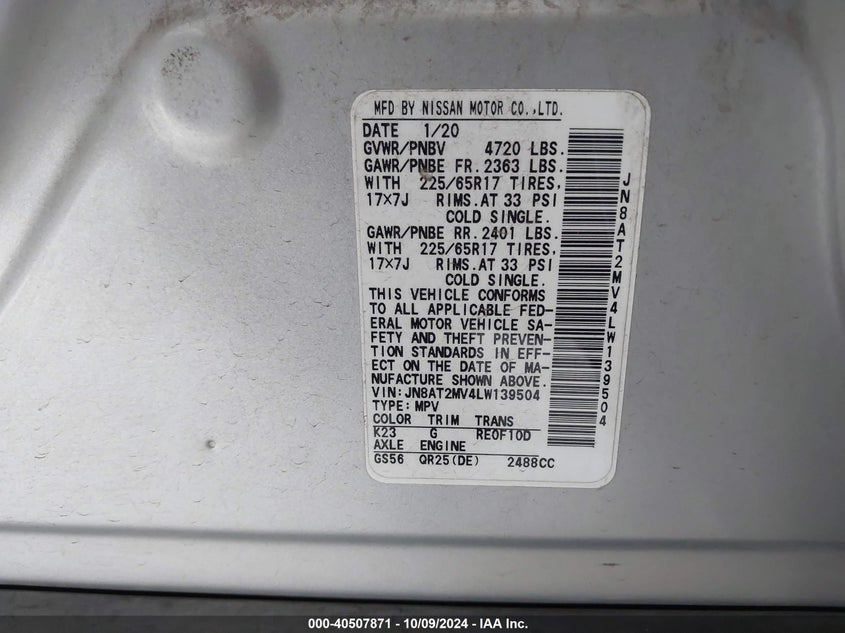 MFD BY NISSAN MOTOR CO.,LTD.
DATE 1/20
GVWR/PNBV 4720 LBS.
GAWR/PNBE FR. 2363 LBS.
WITH 225/65R17 TIRES,
17×7J RIMS.AT 33 PSI
COLD SINGLE.
GAWR/PNBE RR. 2401 LBS.
WITH 225/65R17 TIRES,
17×7J RIMS.AT 33 PSI
COLD SINGLE.
THIS VEHICLE CONFORMS
TO ALL APPLICABLE FED-
ERAL MOTOR VEHICLE SA-
FETY AND THEFT PREVEN-
TION STANDARDS IN EFF-
ECT ON THE DATE OF MA-
NUFACTURE SHOWN ABOVE.
VIN:JN8AT2MV4LW139504
TYPE:MPV
COLOR TRIM TRANS
K23 G RE0F10D
AXLE ENGINE
GS56 QR25(DE) 2488CC
JN8AT2MV4LW139504
000-40507871 - 10/09/2024 - IAA Inc.